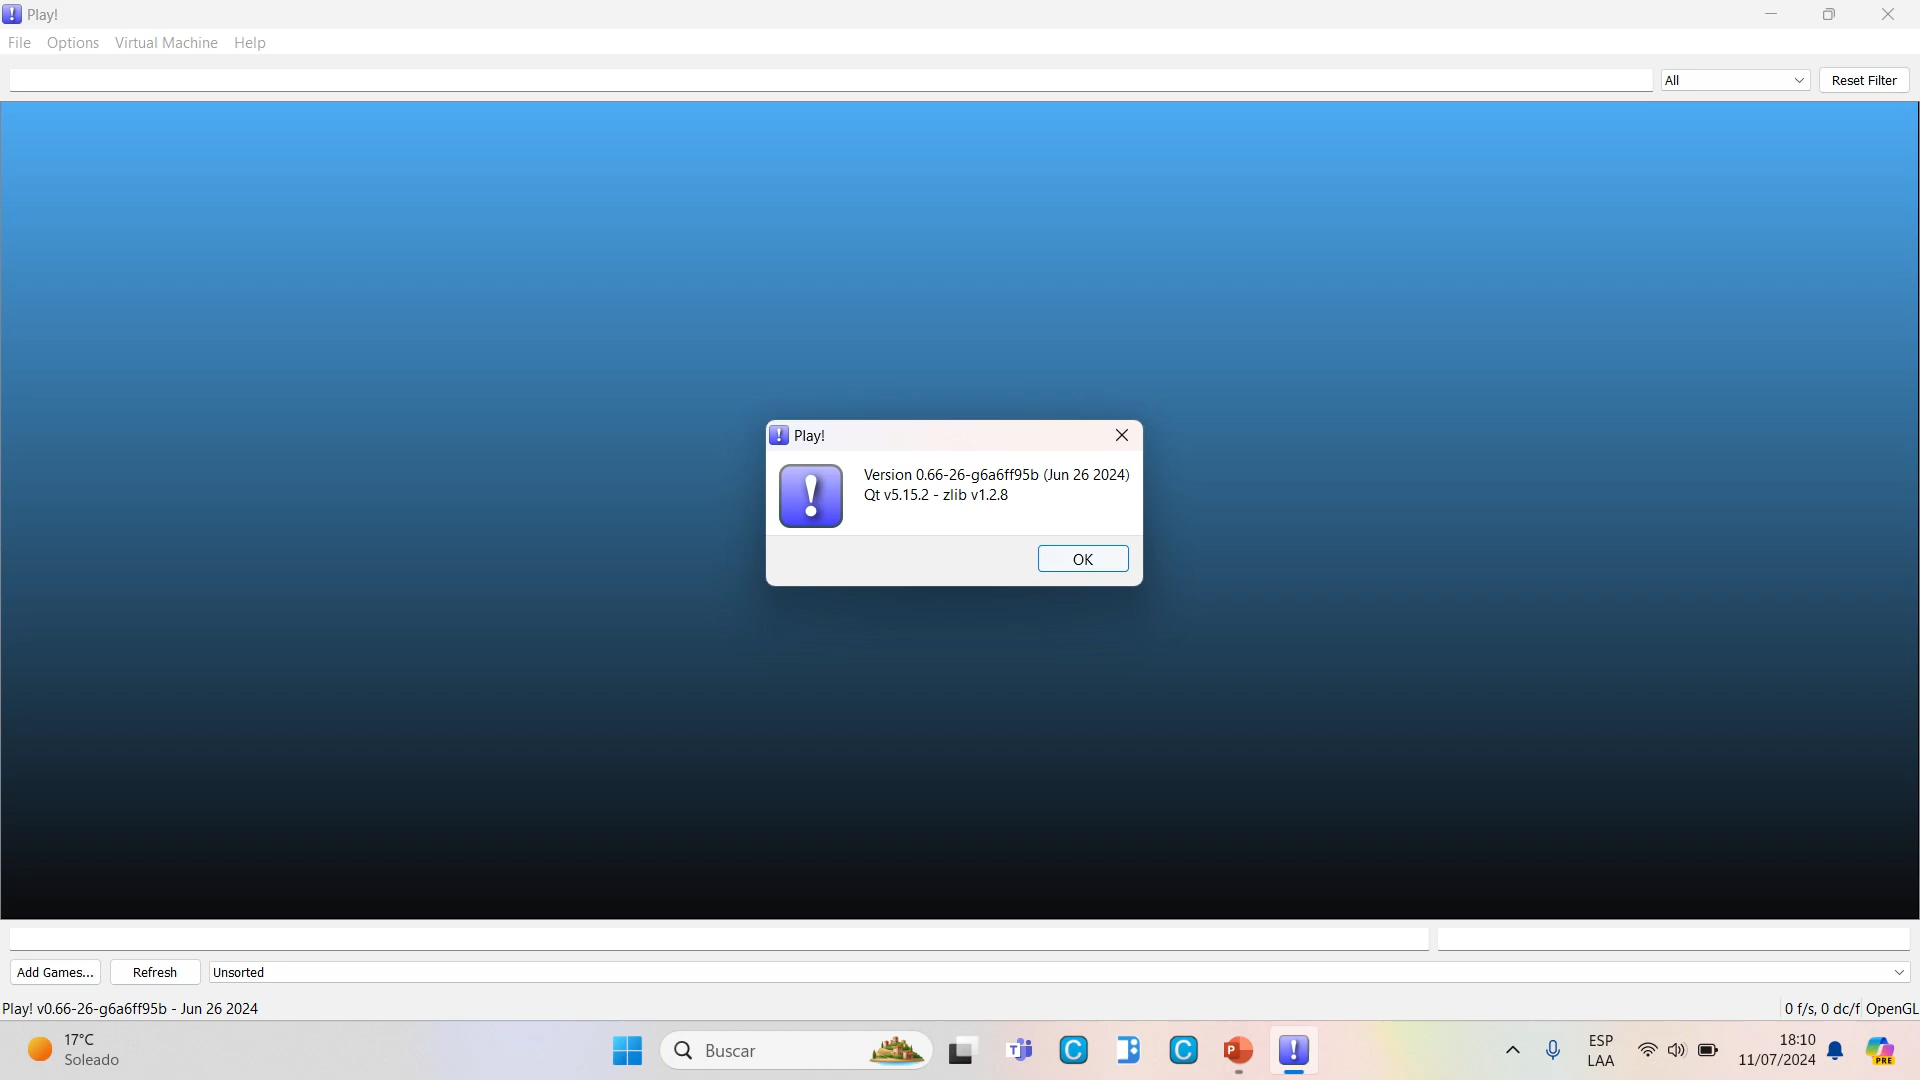 Play!
File Options Virtual Machine Help
All Reset Filter
Play!
Version 0.66-26-g6a6ff95b (Jun 26 2024)
Qt v5.15.2 - zlib v1.2.8
OK
Add Games... Refresh Unsorted
Play! v0.66-26-g6a6ff95b - Jun 26 2024 0 f/s, 0 dc/f OpenGL
17°C
Soleado
Buscar
ESP
LAA
18:10
11/07/2024
PRE